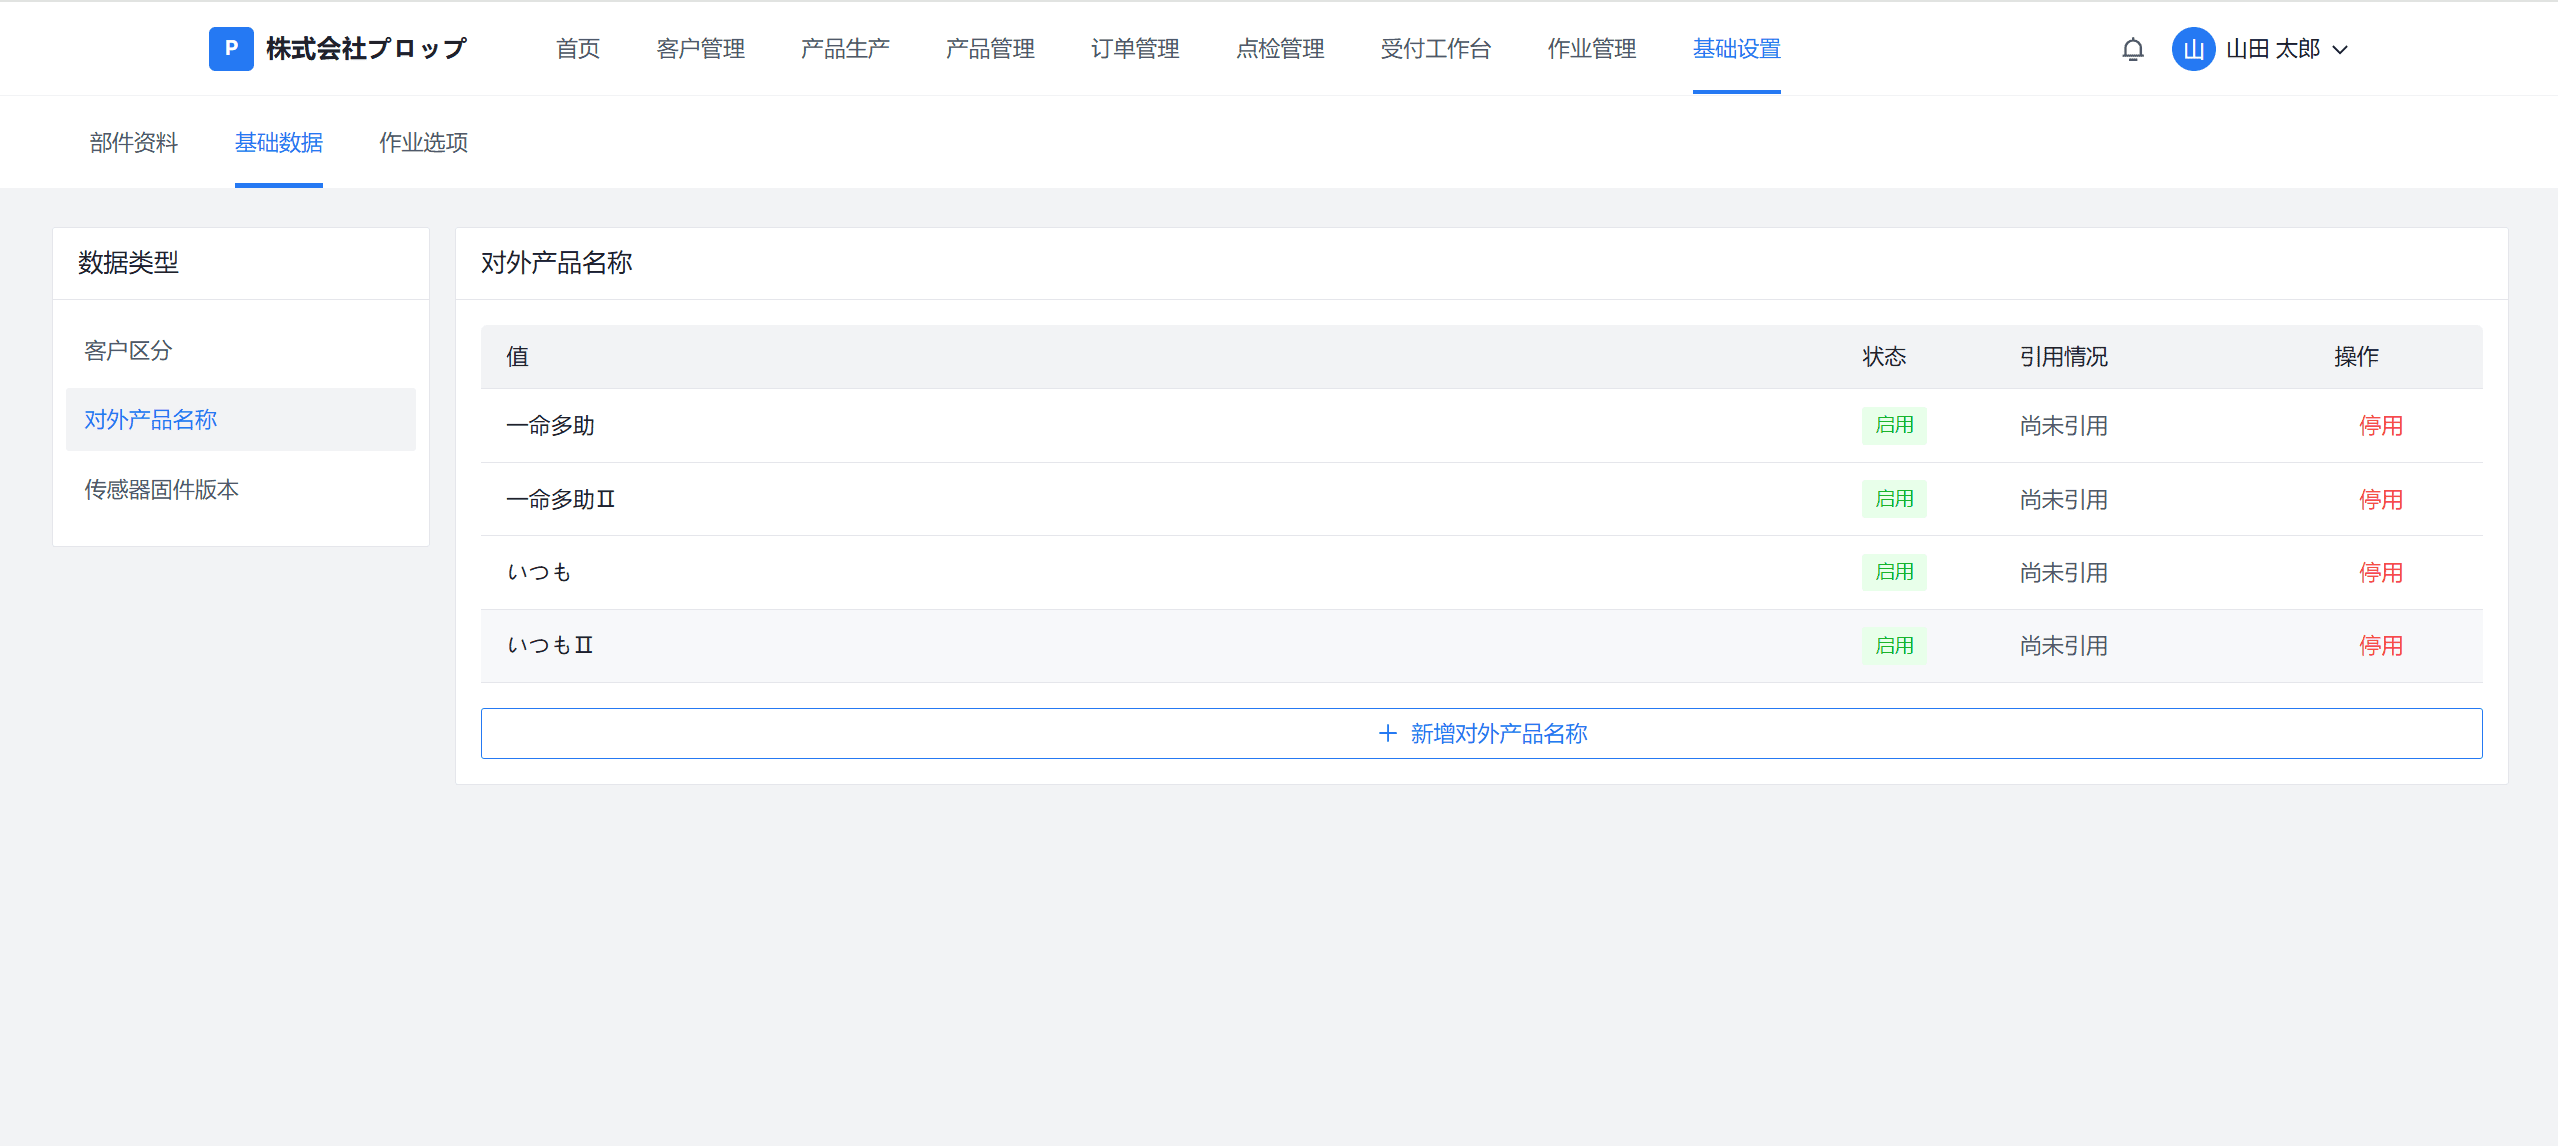 P 株式会社プロップ 首页 客户管理 产品生产 产品管理 订单管理 点检管理 受付工作台 作业管理 基础设置 山 山田 太郎
部件资料 基础数据 作业选项
数据类型
客户区分
对外产品名称
传感器固件版本
对外产品名称
值 状态 引用情况 操作
一命多助 启用 尚未引用 停用
一命多助Ⅱ 启用 尚未引用 停用
いつも 启用 尚未引用 停用
いつもⅡ 启用 尚未引用 停用
+ 新增对外产品名称